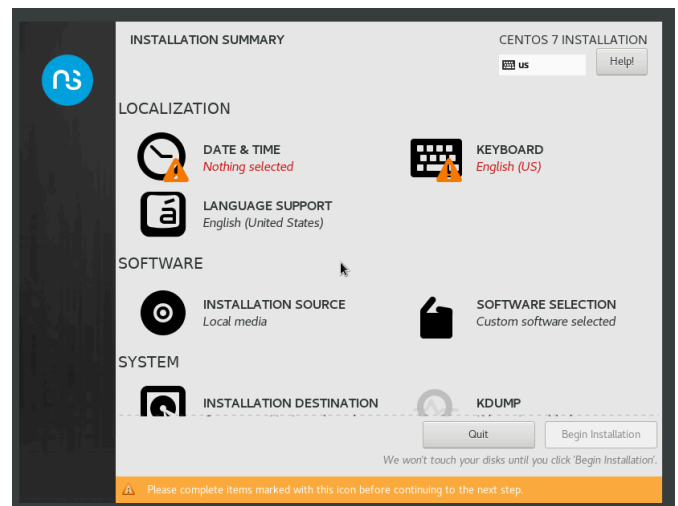 INSTALLATION SUMMARY
CENTOS 7 INSTALLATION
us
Help!
LOCALIZATION
DATE & TIME
Nothing selected
KEYBOARD
English (US)
LANGUAGE SUPPORT
English (United States)
SOFTWARE
INSTALLATION SOURCE
Local media
SOFTWARE SELECTION
Custom software selected
SYSTEM
INSTALLATION DESTINATION
KDUMP
Quit
Begin Installation
We won't touch your disks until you click 'Begin Installation'.
Please complete items marked with this icon before continuing to the next step.